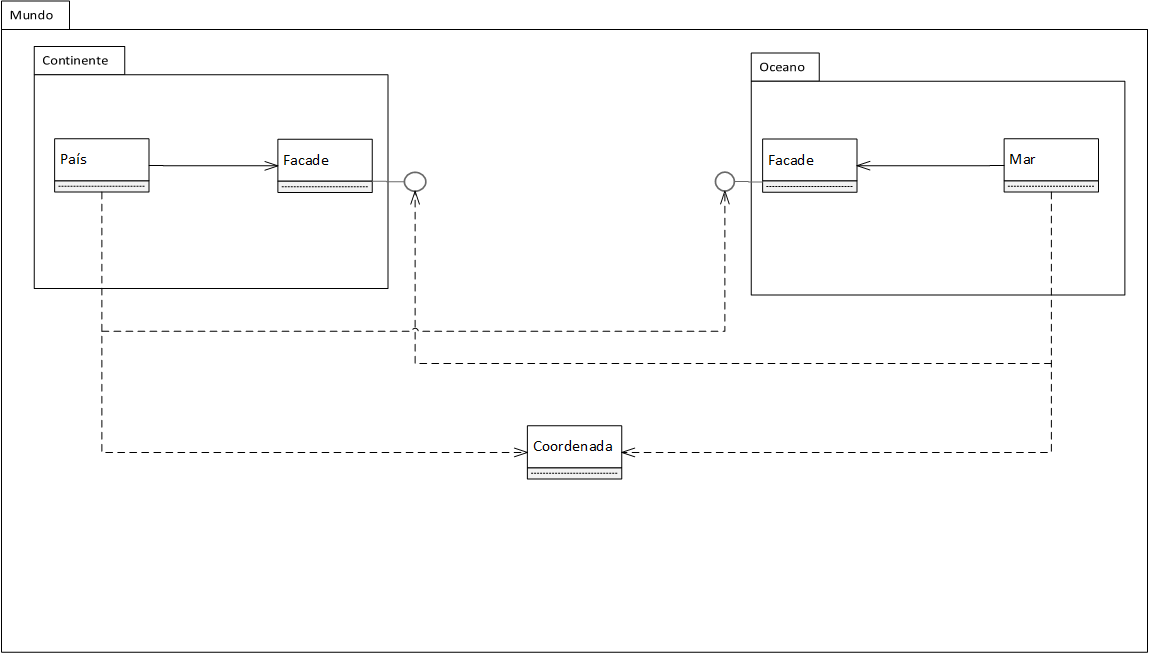 Mundo
Continente
Oceano
País
Facade
Facade
Mar
Coordenada